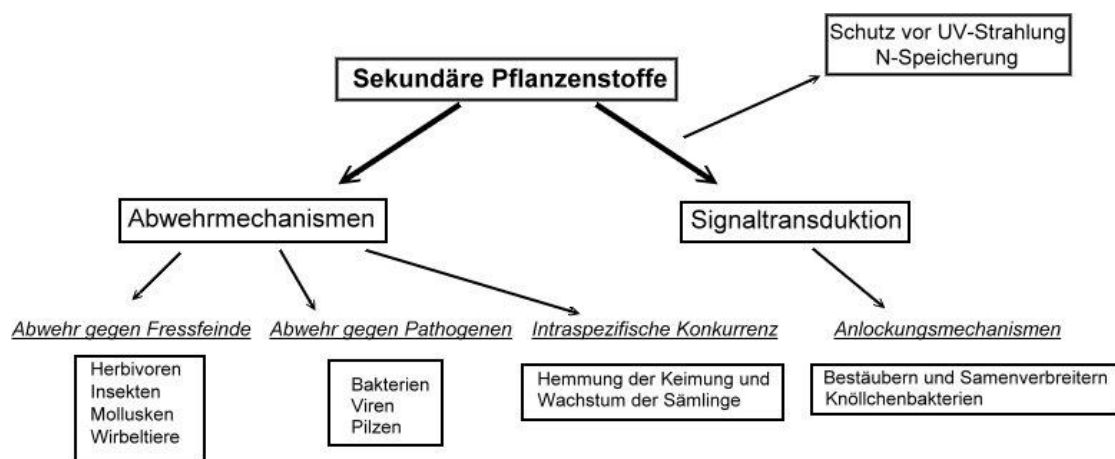 Schutz vor UV-Strahlung
N-Speicherung
Sekundäre Pflanzenstoffe
Abwehrmechanismen
Signaltransduktion
Abwehr gegen Fressfeinde
Herbivoren
Insekten
Mollusken
Wirbeltiere
Abwehr gegen Pathogenen
Bakterien
Viren
Pilzen
Intraspezifische Konkurrenz
Hemmung der Keimung und
Wachstum der Sämlinge
Anlockungsmechanismen
Bestäubern und Samenverbreitern
Knöllchenbakterien